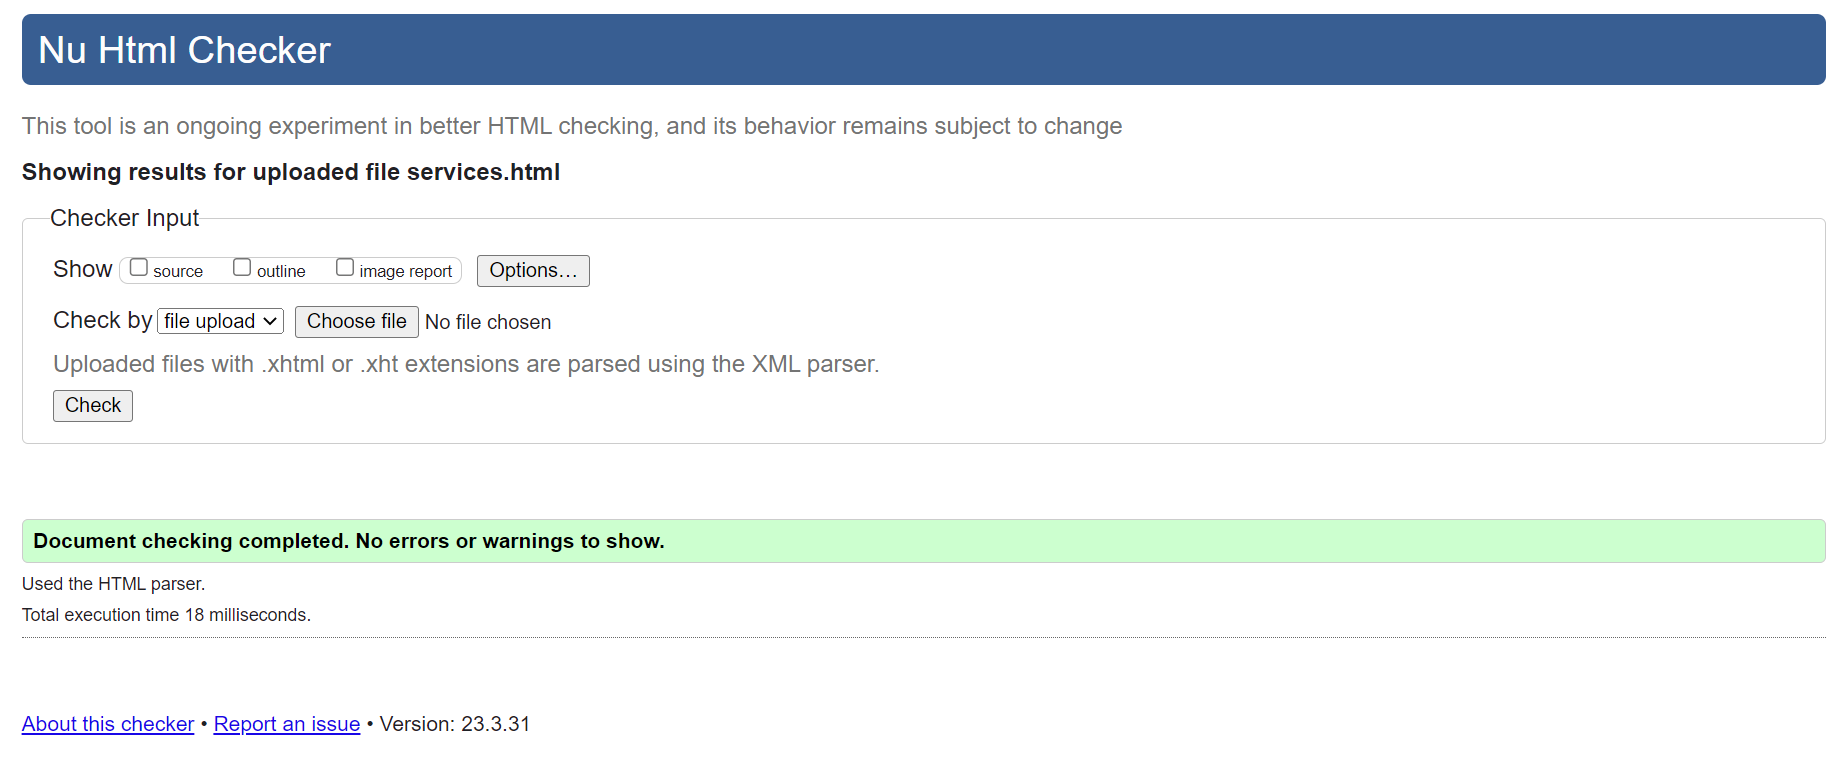 Nu Html Checker
This tool is an ongoing experiment in better HTML checking, and its behavior remains subject to change
Showing results for uploaded file services.html
Checker Input
Show source outline image report Options...
Check by file upload Choose file No file chosen
Uploaded files with .xhtml or .xht extensions are parsed using the XML parser.
Check
Document checking completed. No errors or warnings to show.
Used the HTML parser.
Total execution time 18 milliseconds.
About this checker • Report an issue • Version: 23.3.31